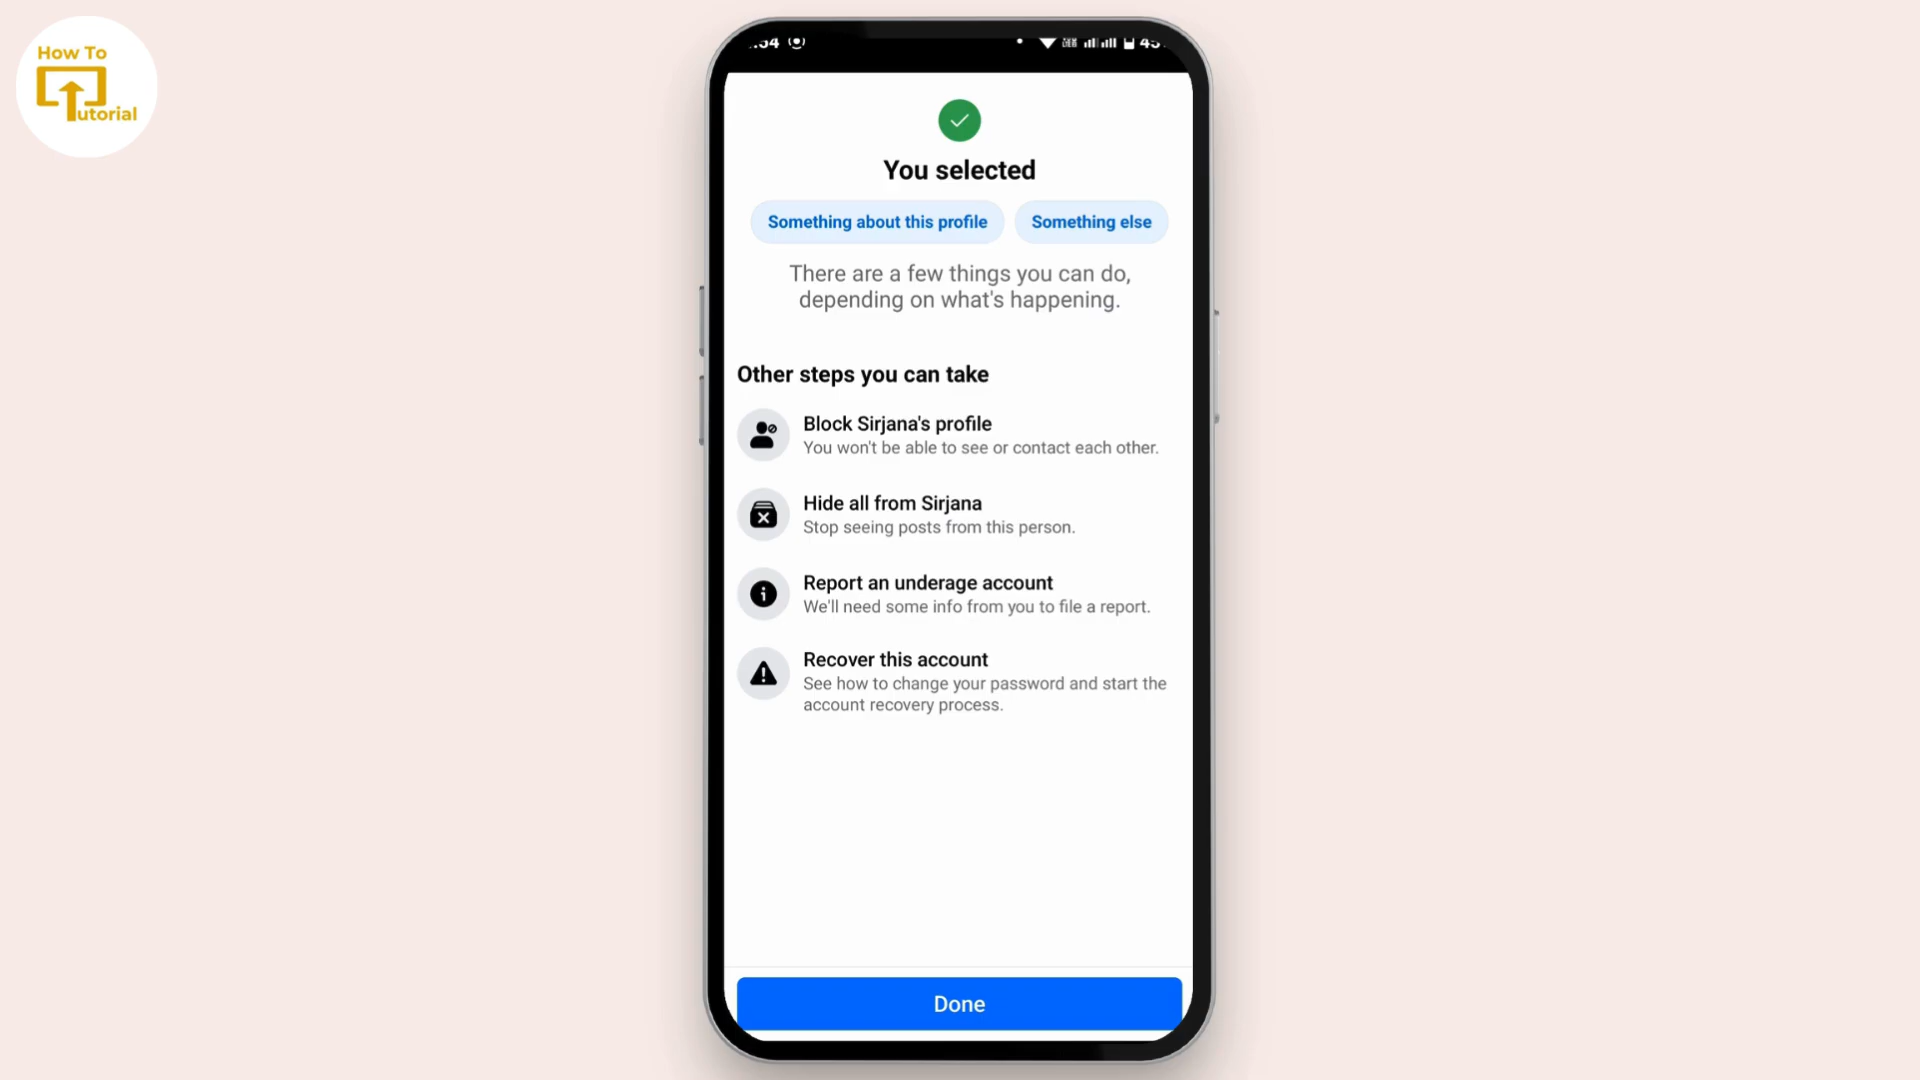 How To
Tutorial
You selected
Something about this profile
Something else
There are a few things you can do,
depending on what's happening.
Other steps you can take
Block Sirjana's profile
You won't be able to see or contact each other.
Hide all from Sirjana
Stop seeing posts from this person.
Report an underage account
We'll need some info from you to file a report.
Recover this account
See how to change your password and start the
account recovery process.
Done